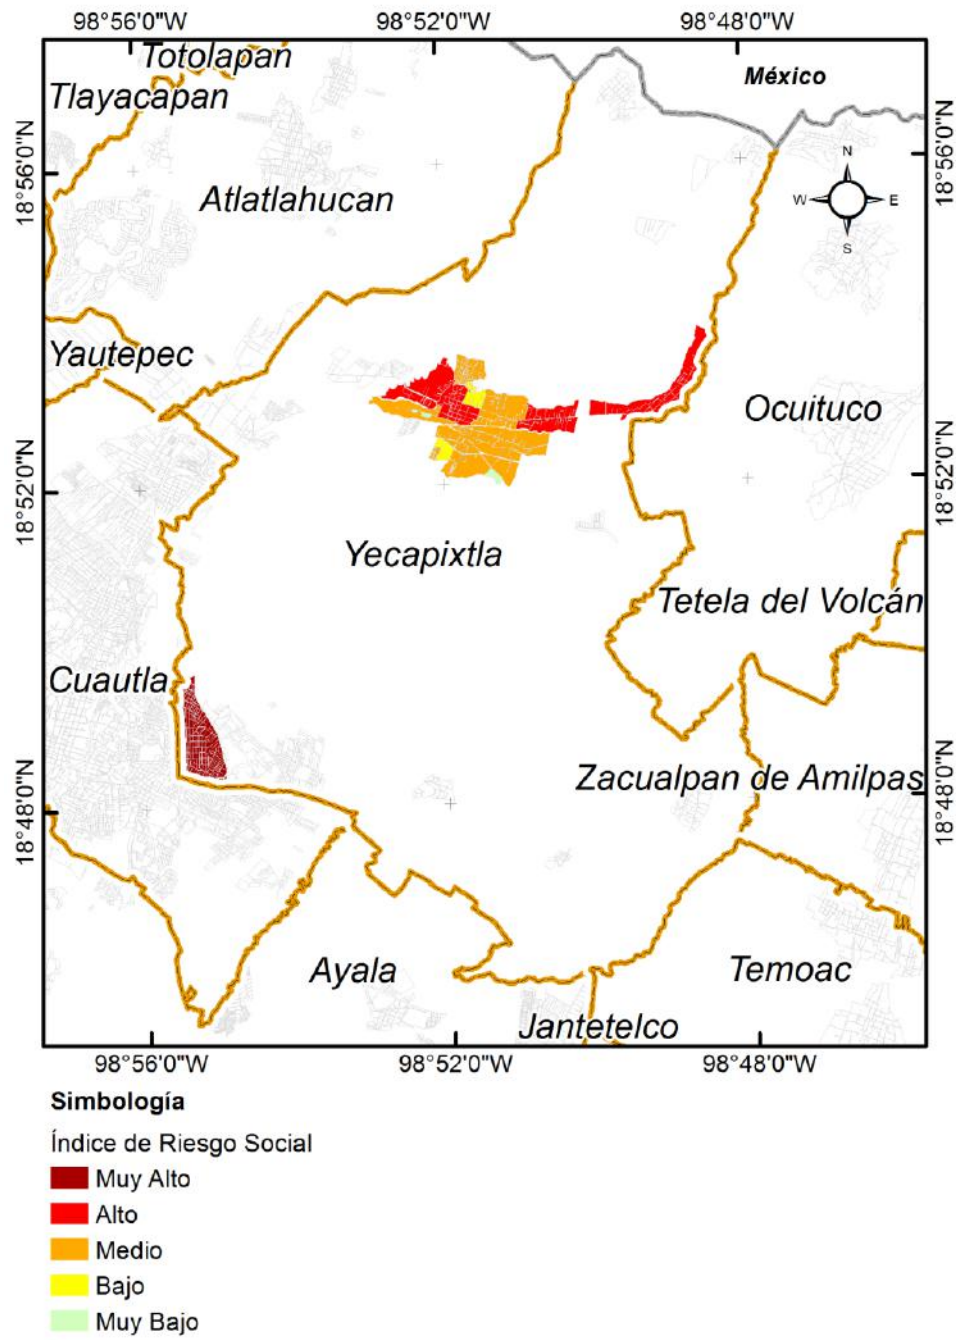 98°56'0"W 98°52'0"W 98°48'0"W
Totolapan
México
Tlayacapan
18°56'0"N
18°56'0"N
N
Atlatlahucan
W E
S
Yautepec
Ocuituco
18°52'0"N
18°52'0"N
Yecapixtla
Tetela del Volcán
Cuautla
Zacualpan de Amilpas
18°48'0"N
18°48'0"N
Ayala
Temoac
Jantetelco
98°56'0"W 98°52'0"W 98°48'0"W
Simbología
Índice de Riesgo Social
Muy Alto
Alto
Medio
Bajo
Muy Bajo